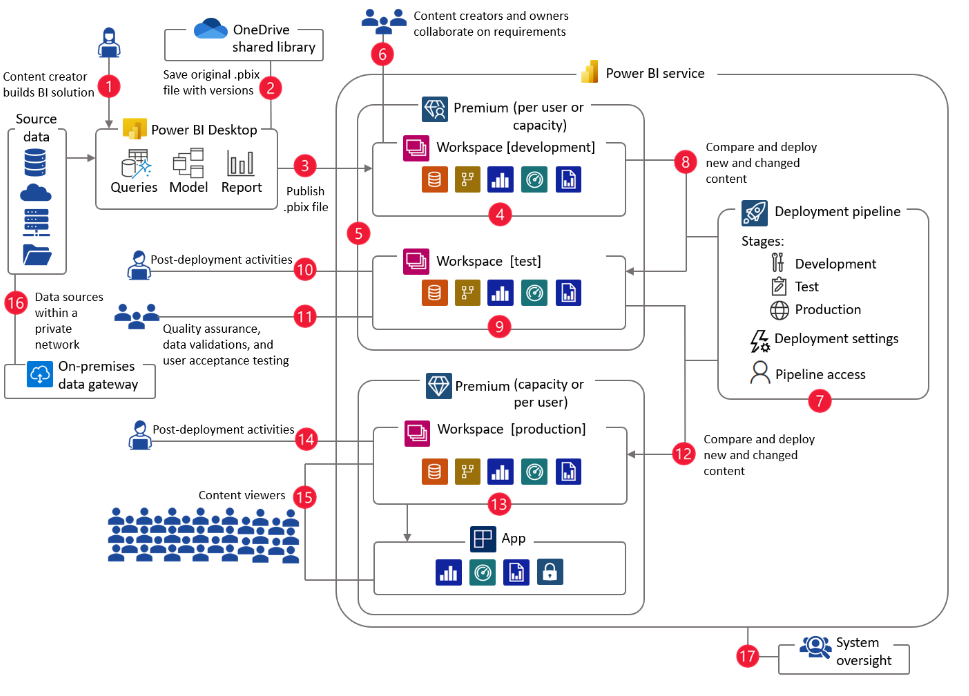 Content creators and owners
collaborate on requirements
6
OneDrive
shared library
Content creator
builds BI solution
1
Save original .pbix
file with versions
2
Power BI service
Source
data
Power BI Desktop
Queries
Model
Report
3
Publish
.pbix file
Premium (per user or
capacity)
Workspace [development]
4
5
8
Compare and deploy
new and changed
content
Deployment pipeline
Stages:
Development
Test
Production
Deployment settings
Pipeline access
7
Post-deployment activities
10
Workspace [test]
9
11
Quality assurance,
data validations, and
user acceptance testing
16
Data sources
within a
private
network
On-premises
data gateway
Premium (capacity or
per user)
Post-deployment activities
14
Workspace [production]
13
12
Compare and deploy
new and changed
content
Content viewers
15
App
17
System
oversight